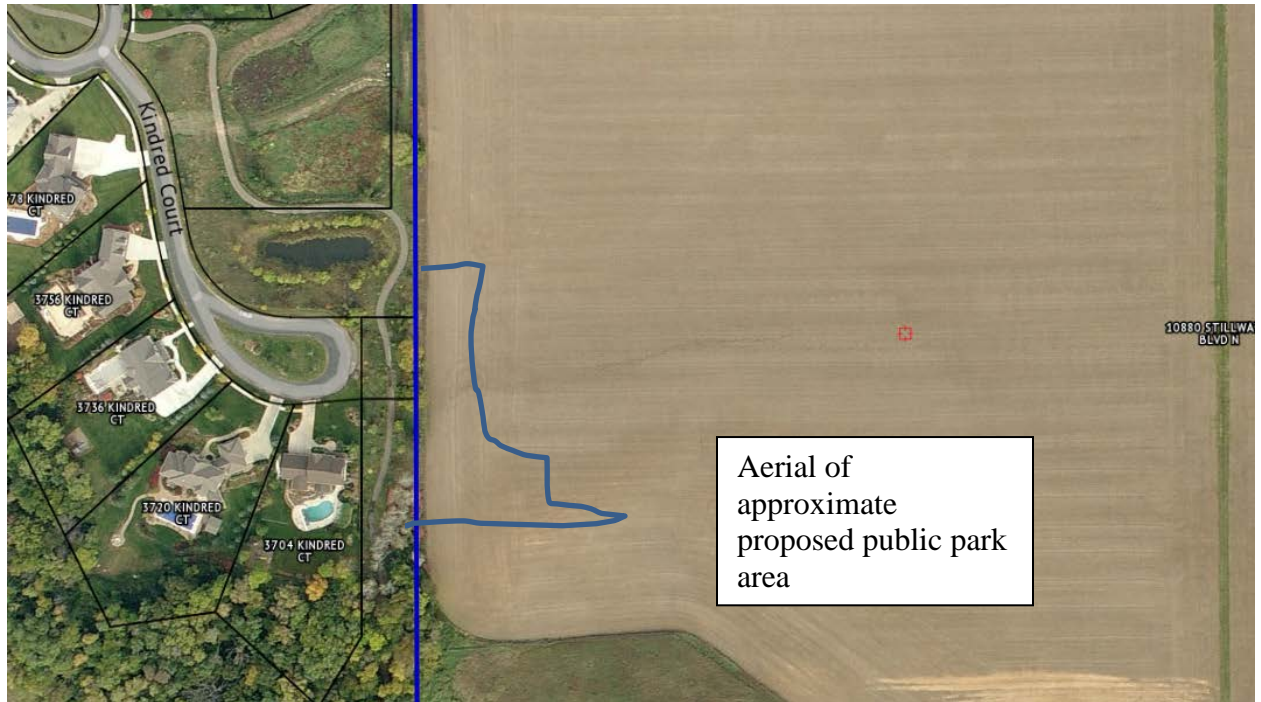 Kindred Court
78 KINDRED
CT
3756 KINDRED
CT
3736 KINDRED
CT
3720 KINDRED
CT
3704 KINDRED
CT
10880 STILLWA
BLVD N
Aerial of
approximate
proposed public park
area